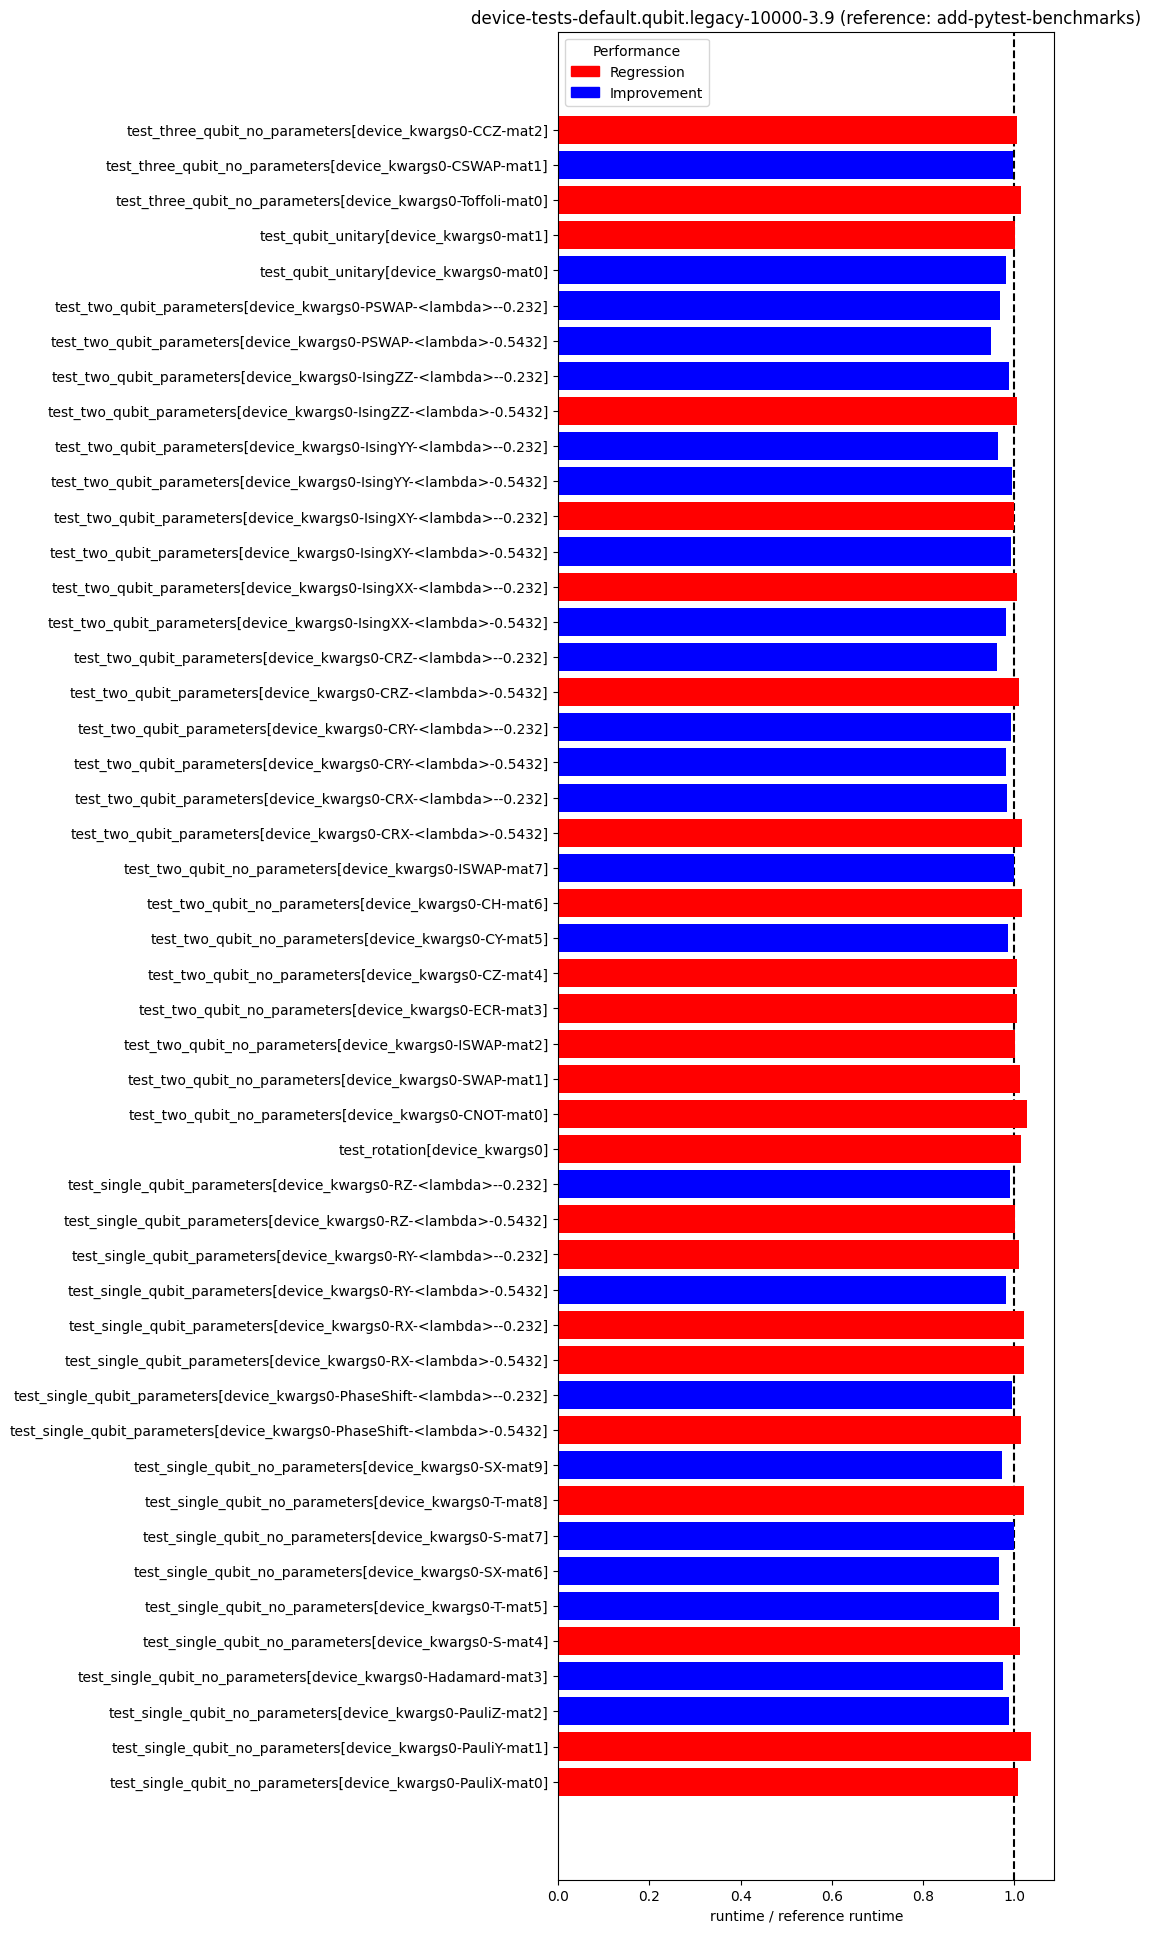 device-tests-default.qubit.legacy-10000-3.9 (reference: add-pytest-benchmarks)
Performance
Regression
Improvement
test_three_qubit_no_parameters[device_kwargs0-CCZ-mat2]
test_three_qubit_no_parameters[device_kwargs0-CSWAP-mat1]
test_three_qubit_no_parameters[device_kwargs0-Toffoli-mat0]
test_qubit_unitary[device_kwargs0-mat1]
test_qubit_unitary[device_kwargs0-mat0]
test_two_qubit_parameters[device_kwargs0-PSWAP-<lambda>--0.232]
test_two_qubit_parameters[device_kwargs0-PSWAP-<lambda>-0.5432]
test_two_qubit_parameters[device_kwargs0-IsingZZ-<lambda>--0.232]
test_two_qubit_parameters[device_kwargs0-IsingZZ-<lambda>-0.5432]
test_two_qubit_parameters[device_kwargs0-IsingYY-<lambda>--0.232]
test_two_qubit_parameters[device_kwargs0-IsingYY-<lambda>-0.5432]
test_two_qubit_parameters[device_kwargs0-IsingXY-<lambda>--0.232]
test_two_qubit_parameters[device_kwargs0-IsingXY-<lambda>-0.5432]
test_two_qubit_parameters[device_kwargs0-IsingXX-<lambda>--0.232]
test_two_qubit_parameters[device_kwargs0-IsingXX-<lambda>-0.5432]
test_two_qubit_parameters[device_kwargs0-CRZ-<lambda>--0.232]
test_two_qubit_parameters[device_kwargs0-CRZ-<lambda>-0.5432]
test_two_qubit_parameters[device_kwargs0-CRY-<lambda>--0.232]
test_two_qubit_parameters[device_kwargs0-CRY-<lambda>-0.5432]
test_two_qubit_parameters[device_kwargs0-CRX-<lambda>--0.232]
test_two_qubit_parameters[device_kwargs0-CRX-<lambda>-0.5432]
test_two_qubit_no_parameters[device_kwargs0-ISWAP-mat7]
test_two_qubit_no_parameters[device_kwargs0-CH-mat6]
test_two_qubit_no_parameters[device_kwargs0-CY-mat5]
test_two_qubit_no_parameters[device_kwargs0-CZ-mat4]
test_two_qubit_no_parameters[device_kwargs0-ECR-mat3]
test_two_qubit_no_parameters[device_kwargs0-ISWAP-mat2]
test_two_qubit_no_parameters[device_kwargs0-SWAP-mat1]
test_two_qubit_no_parameters[device_kwargs0-CNOT-mat0]
test_rotation[device_kwargs0]
test_single_qubit_parameters[device_kwargs0-RZ-<lambda>--0.232]
test_single_qubit_parameters[device_kwargs0-RZ-<lambda>-0.5432]
test_single_qubit_parameters[device_kwargs0-RY-<lambda>--0.232]
test_single_qubit_parameters[device_kwargs0-RY-<lambda>-0.5432]
test_single_qubit_parameters[device_kwargs0-RX-<lambda>--0.232]
test_single_qubit_parameters[device_kwargs0-RX-<lambda>-0.5432]
test_single_qubit_parameters[device_kwargs0-PhaseShift-<lambda>--0.232]
test_single_qubit_parameters[device_kwargs0-PhaseShift-<lambda>-0.5432]
test_single_qubit_no_parameters[device_kwargs0-SX-mat9]
test_single_qubit_no_parameters[device_kwargs0-T-mat8]
test_single_qubit_no_parameters[device_kwargs0-S-mat7]
test_single_qubit_no_parameters[device_kwargs0-SX-mat6]
test_single_qubit_no_parameters[device_kwargs0-T-mat5]
test_single_qubit_no_parameters[device_kwargs0-S-mat4]
test_single_qubit_no_parameters[device_kwargs0-Hadamard-mat3]
test_single_qubit_no_parameters[device_kwargs0-PauliZ-mat2]
test_single_qubit_no_parameters[device_kwargs0-PauliY-mat1]
test_single_qubit_no_parameters[device_kwargs0-PauliX-mat0]
0.0 0.2 0.4 0.6 0.8 1.0
runtime / reference runtime